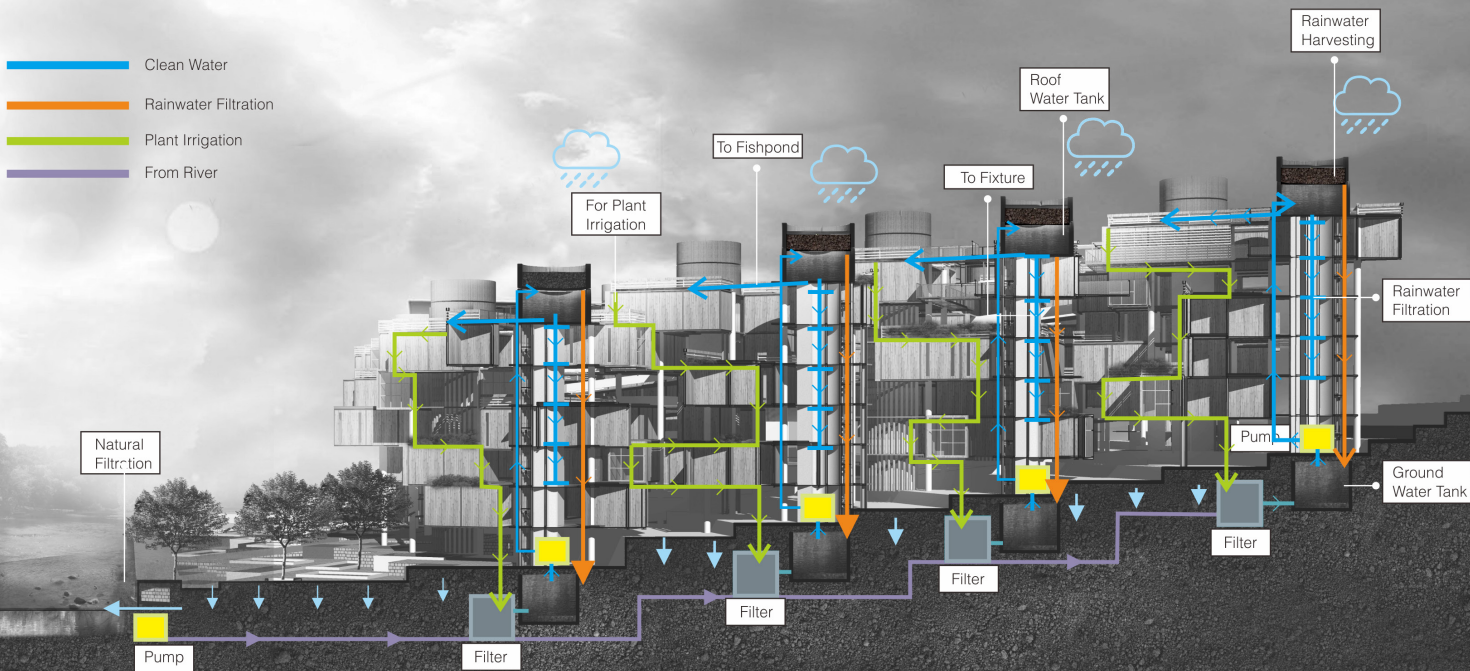 Clean Water
Rainwater Filtration
Plant Irrigation
From River
Natural
Filtration
For Plant
Irrigation
To Fishpond
To Fixture
Roof
Water Tank
Rainwater
Harvesting
Rainwater
Filtration
Pump
Ground
Water Tank
Filter
Filter
Filter
Filter
Pump